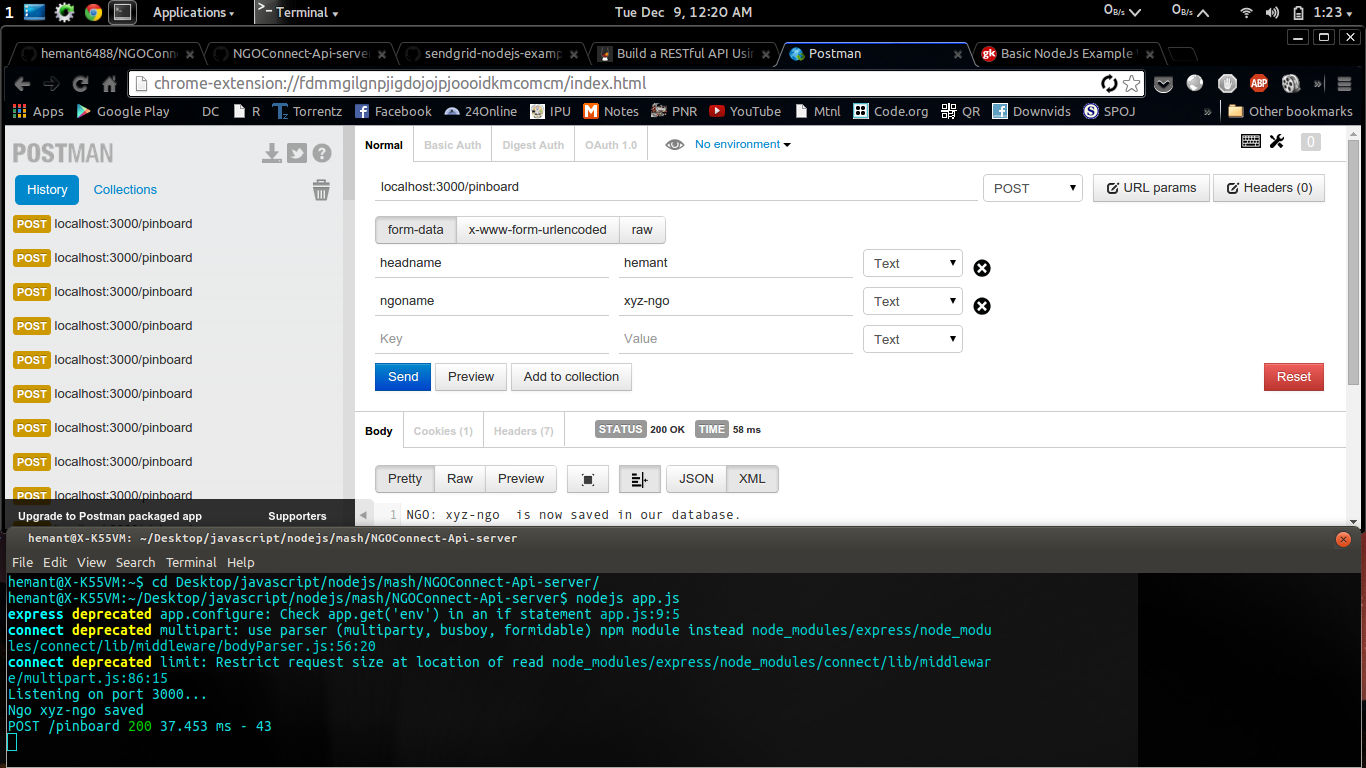 1 Applications Terminal Tue Dec 9, 12:20 AM 0B/s 0B/s 1:23
hemant6488/NGOConn NGOConnect-Api-serve sendgrid-nodejs-examp Build a RESTful API Usin Postman gk Basic NodeJs Example
chrome-extension://fdmmgilgnpjigdojojpjoooidkmcomcm/index.html ABP
Apps Google Play DC R Torrentz Facebook 24Online IPU M Notes PNR YouTube Mtnl Code.org QR Downvids SPOJ » Other bookmarks
POSTMAN
Normal Basic Auth Digest Auth OAuth 1.0 No environment 0
History Collections
localhost:3000/pinboard POST URL params Headers (0)
POST localhost:3000/pinboard
form-data x-www-form-urlencoded raw
POST localhost:3000/pinboard
headname hemant Text
POST localhost:3000/pinboard
ngoname xyz-ngo Text
POST localhost:3000/pinboard
Key Value Text
POST localhost:3000/pinboard
Send Preview Add to collection Reset
POST localhost:3000/pinboard
POST localhost:3000/pinboard
Body Cookies (1) Headers (7) STATUS 200 OK TIME 58 ms
POST localhost:3000/pinboard
Pretty Raw Preview JSON XML
POST localhost:3000/pinboard
Upgrade to Postman packaged app Supporters
1 NGO: xyz-ngo is now saved in our database.
hemant@X-K55VM: ~/Desktop/javascript/nodejs/mash/NGOConnect-Api-server
File Edit View Search Terminal Help
hemant@X-K55VM:~$ cd Desktop/javascript/nodejs/mash/NGOConnect-Api-server/
hemant@X-K55VM:~/Desktop/javascript/nodejs/mash/NGOConnect-Api-server$ nodejs app.js
express deprecated app.configure: Check app.get('env') in an if statement app.js:9:5
connect deprecated multipart: use parser (multiparty, busboy, formidable) npm module instead node_modules/express/node_modu
les/connect/lib/middleware/bodyParser.js:56:20
connect deprecated limit: Restrict request size at location of read node_modules/express/node_modules/connect/lib/middlewar
e/multipart.js:86:15
Listening on port 3000...
Ngo xyz-ngo saved
POST /pinboard 200 37.453 ms - 43